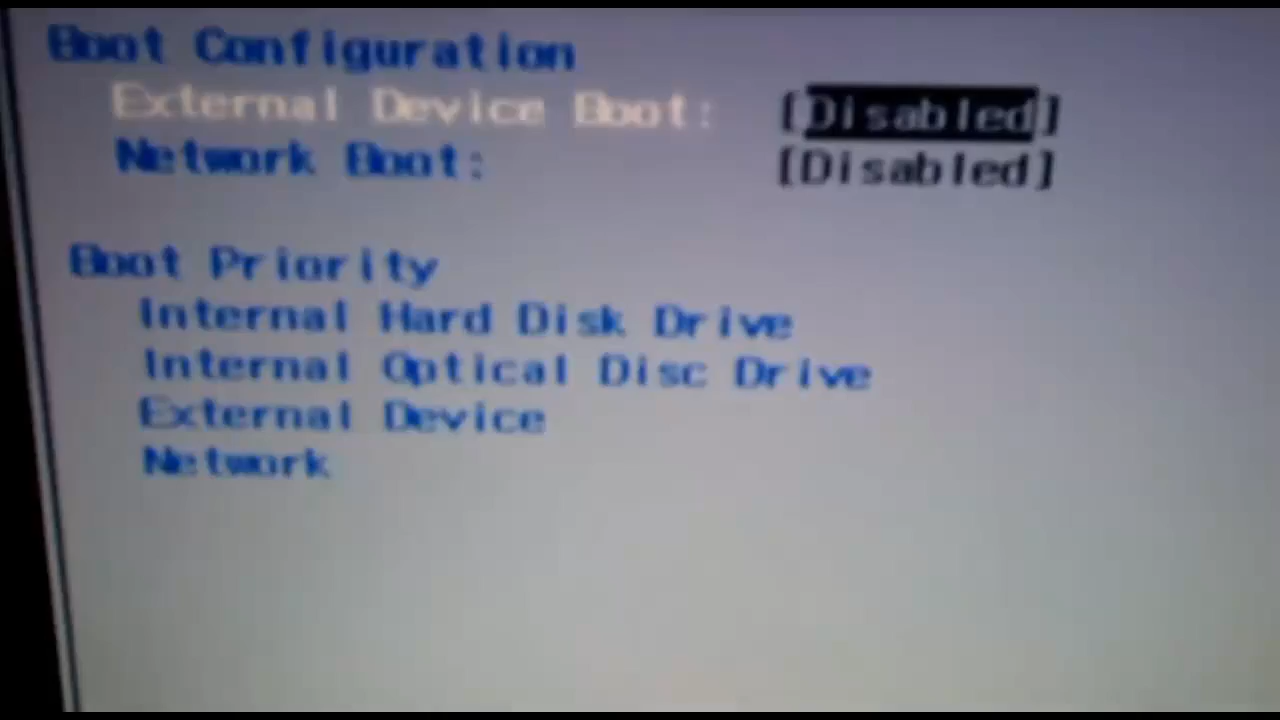 Boot Configuration
External Device Boot: [Disabled]
Network Boot: [Disabled]
Boot Priority
Internal Hard Disk Drive
Internal Optical Disc Drive
External Device
Network